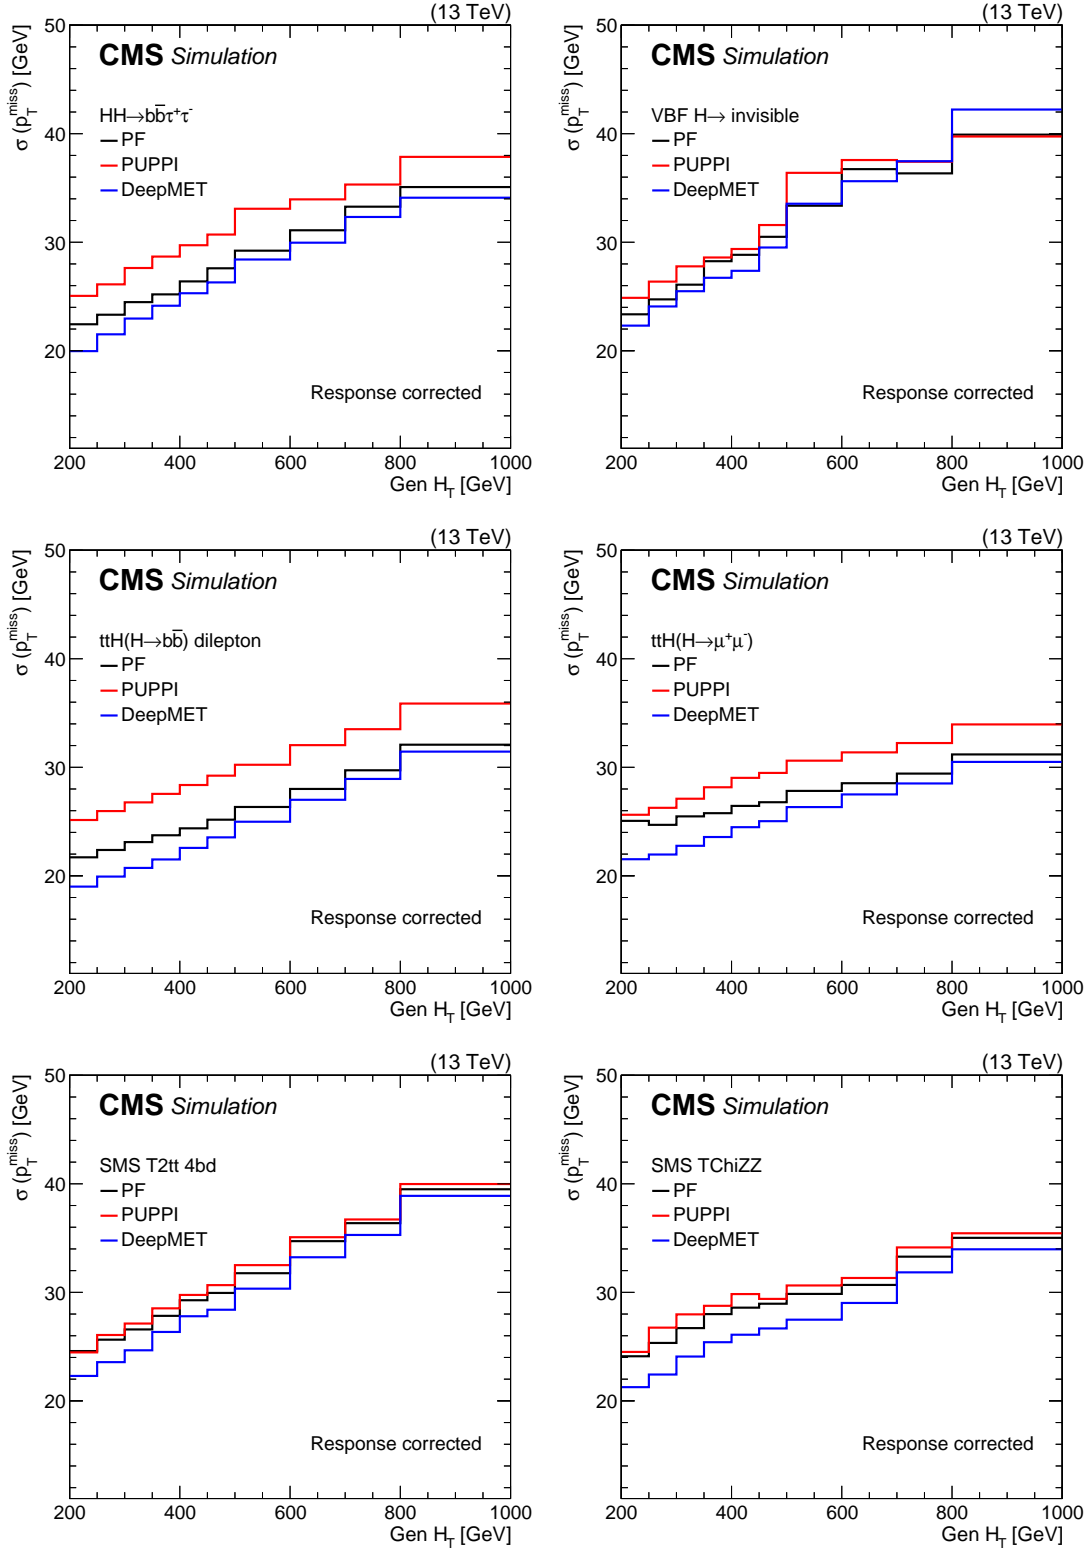 (13 TeV)
50
40
30
20
σ (p_T^miss) [GeV]
CMS Simulation
HH→bb̅τ⁺τ⁻
PF
PUPPI
DeepMET
Response corrected
200 400 600 800 1000
Gen H_T [GeV]
(13 TeV)
50
40
30
20
σ (p_T^miss) [GeV]
CMS Simulation
VBF H→ invisible
PF
PUPPI
DeepMET
Response corrected
200 400 600 800 1000
Gen H_T [GeV]
(13 TeV)
50
40
30
20
σ (p_T^miss) [GeV]
CMS Simulation
ttH(H→bb̅) dilepton
PF
PUPPI
DeepMET
Response corrected
200 400 600 800 1000
Gen H_T [GeV]
(13 TeV)
50
40
30
20
σ (p_T^miss) [GeV]
CMS Simulation
ttH(H→μ⁺μ⁻)
PF
PUPPI
DeepMET
Response corrected
200 400 600 800 1000
Gen H_T [GeV]
(13 TeV)
50
40
30
20
σ (p_T^miss) [GeV]
CMS Simulation
SMS T2tt 4bd
PF
PUPPI
DeepMET
Response corrected
200 400 600 800 1000
Gen H_T [GeV]
(13 TeV)
50
40
30
20
σ (p_T^miss) [GeV]
CMS Simulation
SMS TChiZZ
PF
PUPPI
DeepMET
Response corrected
200 400 600 800 1000
Gen H_T [GeV]